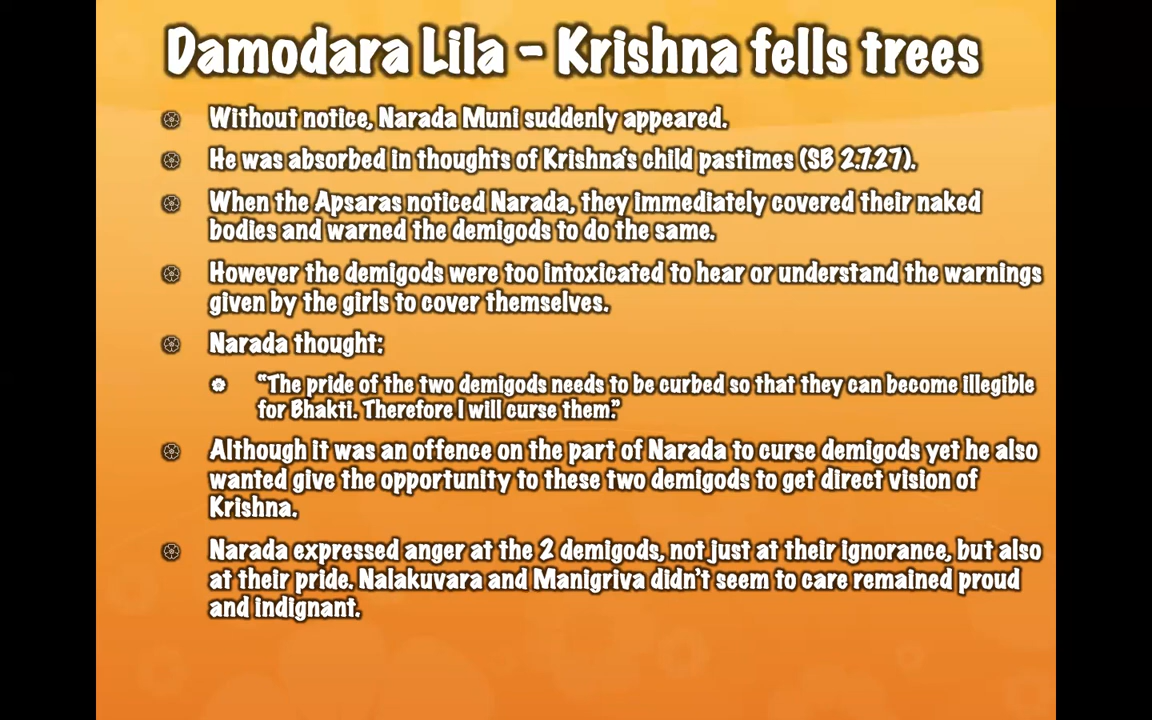 Damodara Lila - Krishna fells trees
Without notice, Narada Muni suddenly appeared.
He was absorbed in thoughts of Krishna's child pastimes (SB 2.7.27).
When the Apsaras noticed Narada, they immediately covered their naked
bodies and warned the demigods to do the same.
However the demigods were too intoxicated to hear or understand the warnings
given by the girls to cover themselves.
Narada thought:
"The pride of the two demigods needs to be curbed so that they can become illegible
for Bhakti. Therefore I will curse them."
Although it was an offence on the part of Narada to curse demigods yet he also
wanted give the opportunity to these two demigods to get direct vision of
Krishna.
Narada expressed anger at the 2 demigods, not just at their ignorance, but also
at their pride. Nalakuvara and Manigriva didn't seem to care remained proud
and indignant.